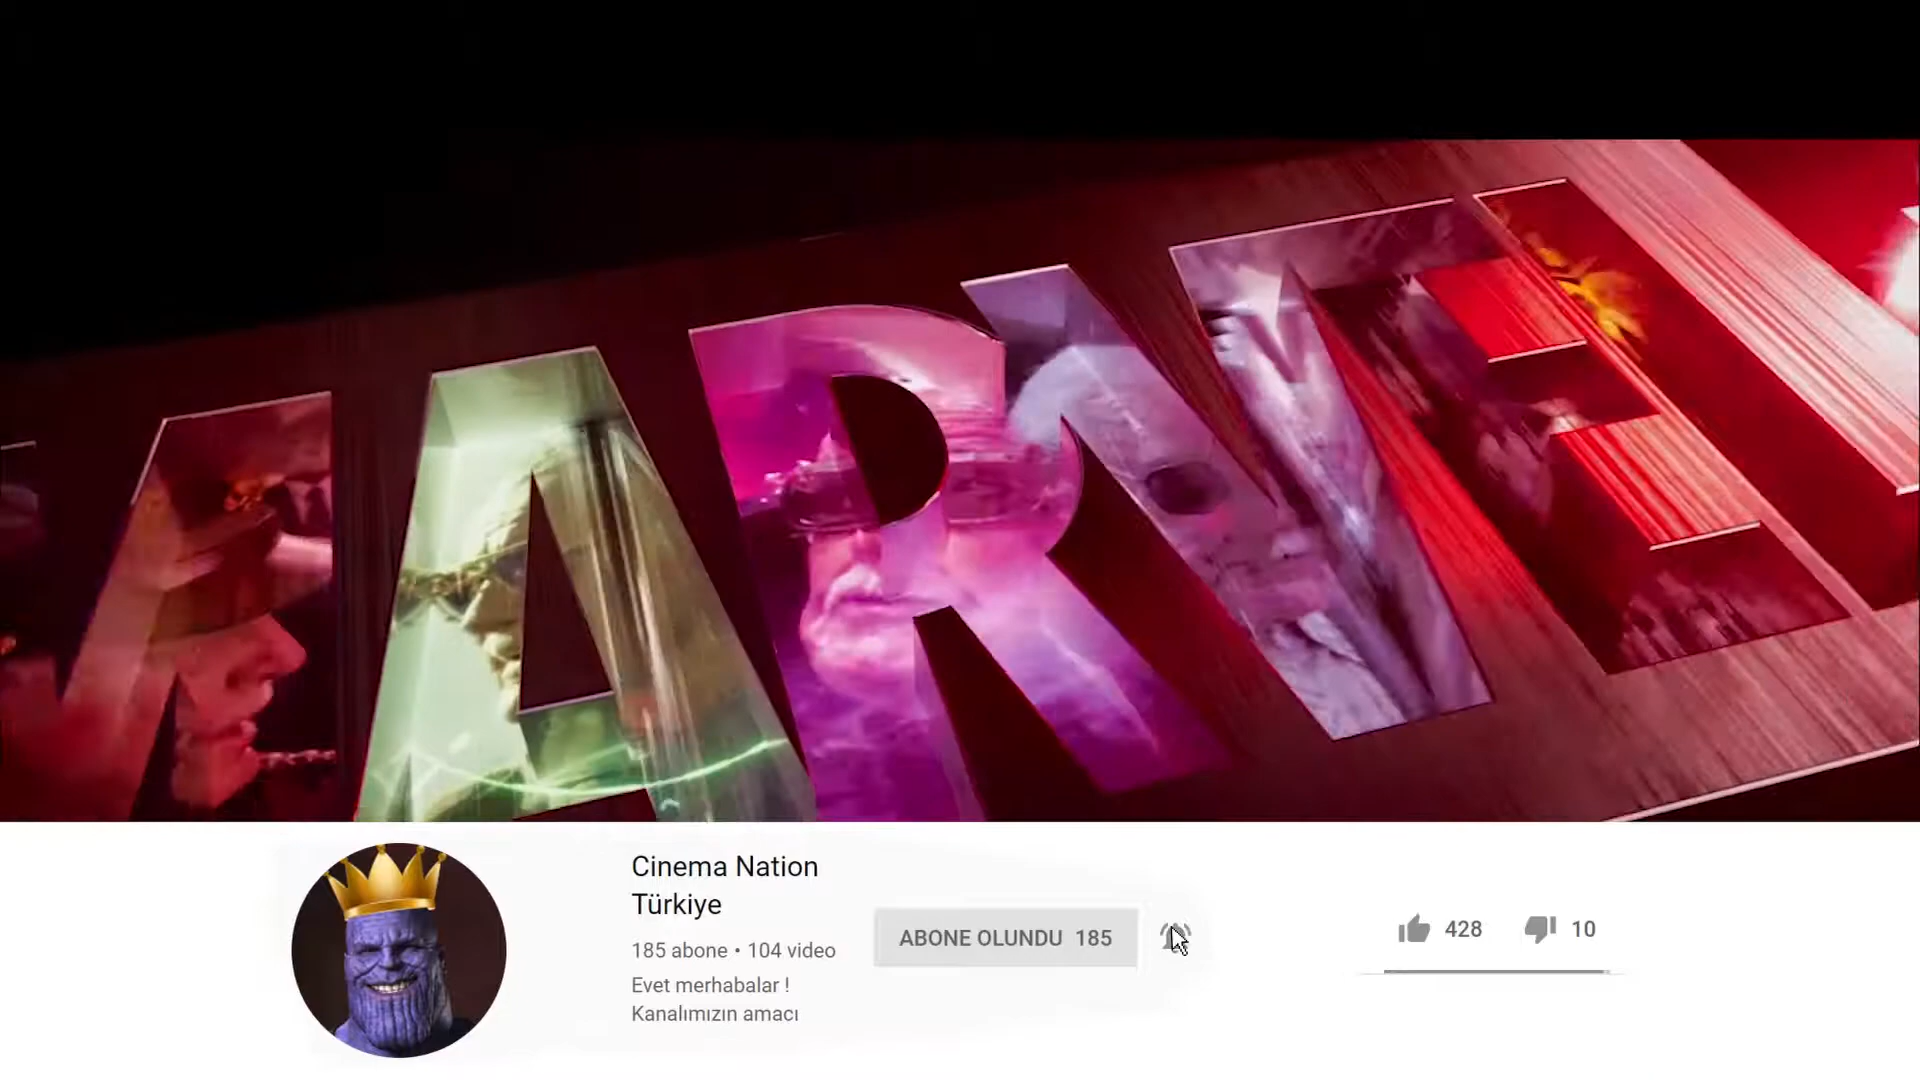 MARVEL
Cinema Nation
Türkiye
185 abone • 104 video
Evet merhabalar !
Kanalımızın amacı
ABONE OLUNDU 185
428
10